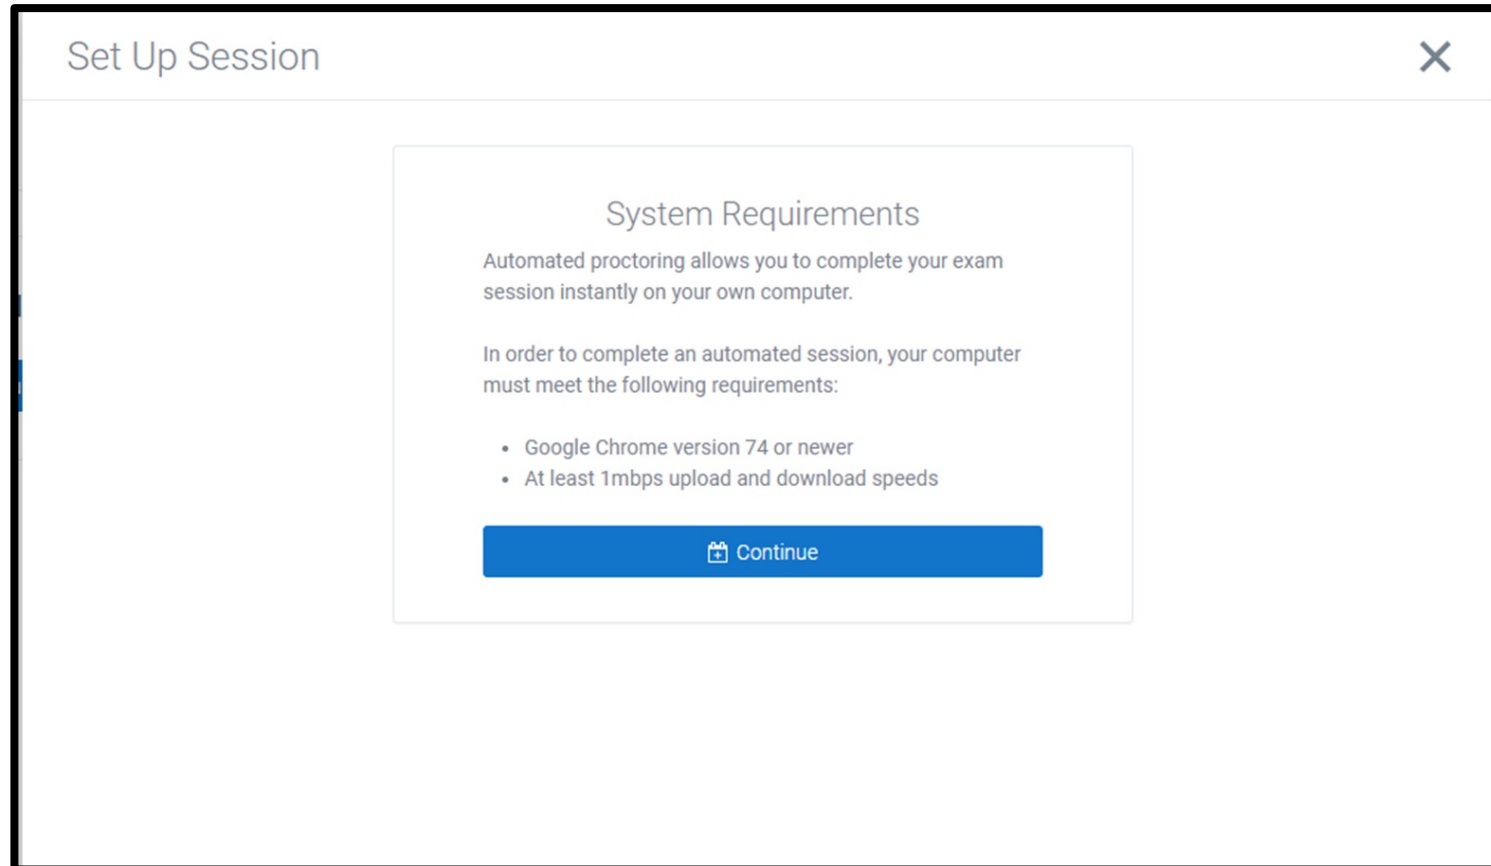 Set Up Session
System Requirements
Automated proctoring allows you to complete your exam
session instantly on your own computer.
In order to complete an automated session, your computer
must meet the following requirements:
• Google Chrome version 74 or newer
• At least 1mbps upload and download speeds
Continue